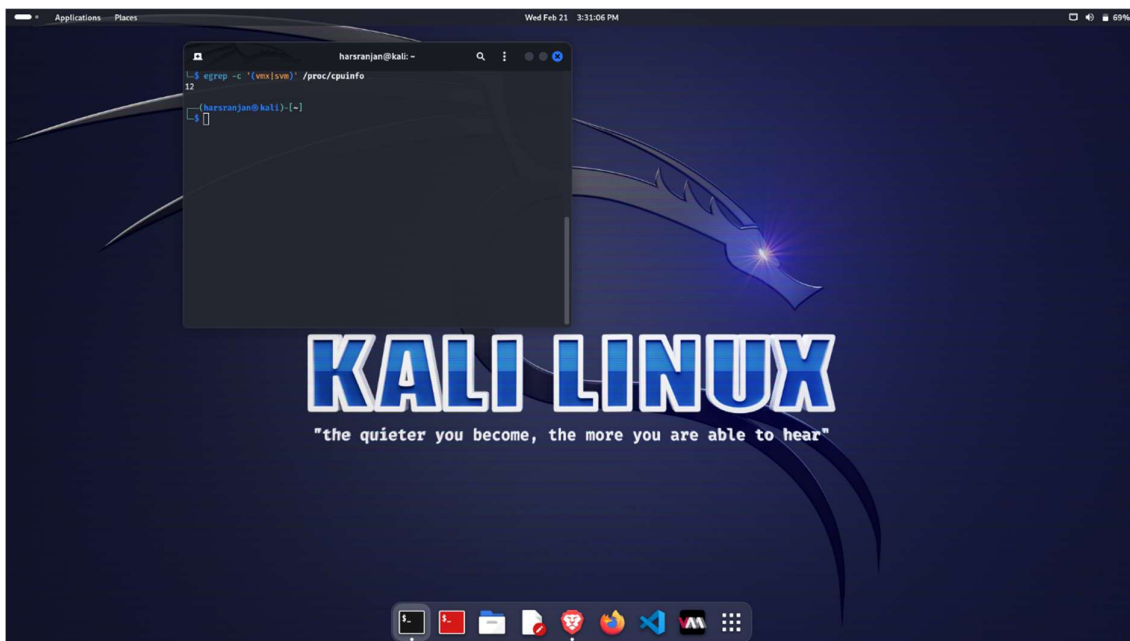 Applications Places
Wed Feb 21 3:31:06 PM
69%
harsranjan@kali: ~
└─$ egrep -c '(vmx|svm)' /proc/cpuinfo
12
┌──(harsranjan㉿kali)-[~]
└─$
KALI LINUX
"the quieter you become, the more you are able to hear"
$_ $_